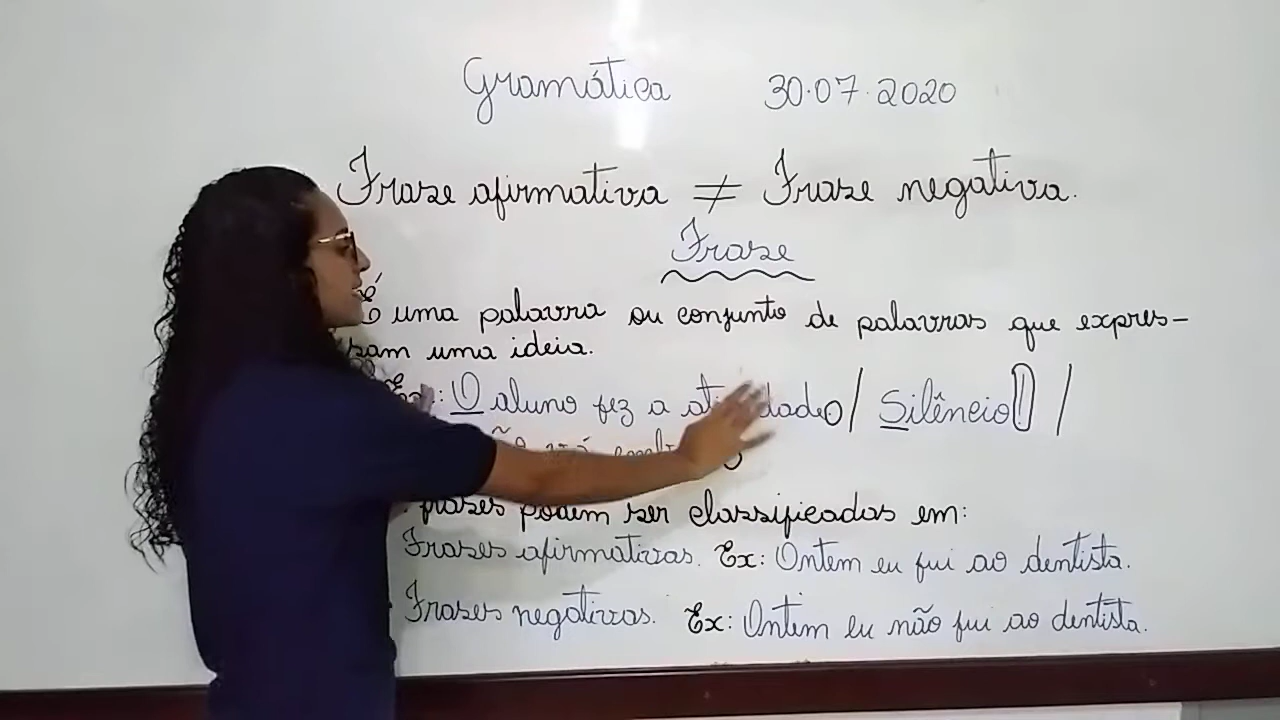 Gramática 30.07.2020
Frase afirmativa ≠ Frase negativa.
Frase
É uma palavra ou conjunto de palavras que expres-
sam uma ideia.
Ex: O aluno fez a atividade / Silêncio! /
frases podem ser classificadas em:
Frases afirmativas. Ex: Ontem eu fui ao dentista.
Frases negativas. Ex: Ontem eu não fui ao dentista.